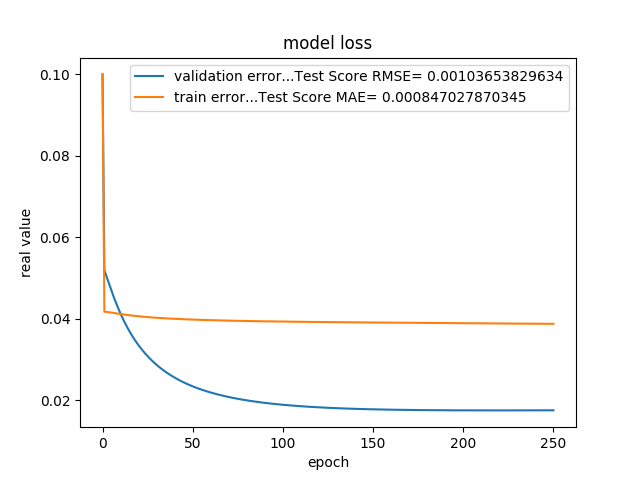 model loss
validation error...Test Score RMSE= 0.00103653829634
train error...Test Score MAE= 0.000847027870345
0.10
0.08
0.06
0.04
0.02
real value
0
50
100
150
200
250
epoch